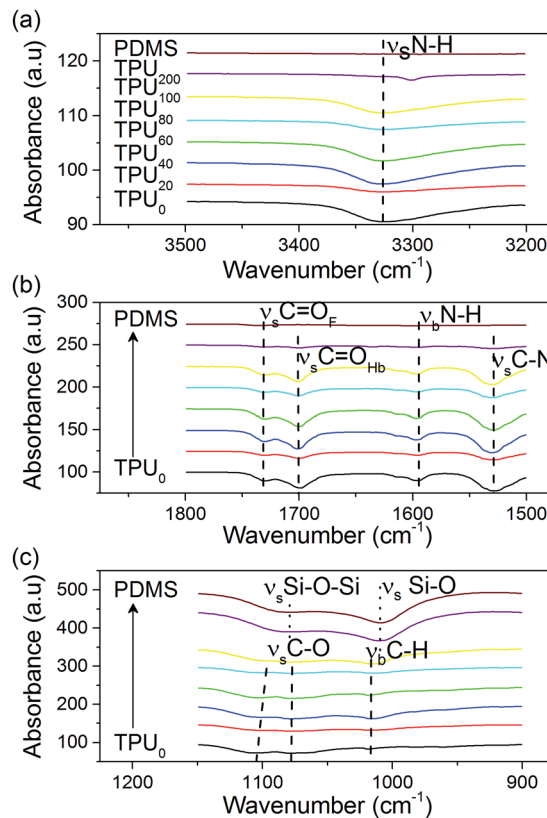 (a)
PDMS
TPU
TPU200
TPU100
TPU80
TPU60
TPU40
TPU20
TPU0
νsN-H
120
110
100
90
Absorbance (a.u)
3500 3400 3300 3200
Wavenumber (cm-1)
(b)
PDMS
TPU0
νsC=OF
νsC=OHb
νbN-H
νsC-N
300
250
200
150
100
Absorbance (a.u)
1800 1700 1600 1500
Wavenumber (cm-1)
(c)
PDMS
TPU0
νsSi-O-Si
νs Si-O
νsC-O
νbC-H
500
400
300
200
100
Absorbance (a.u)
1200 1100 1000 900
Wavenumber (cm-1)